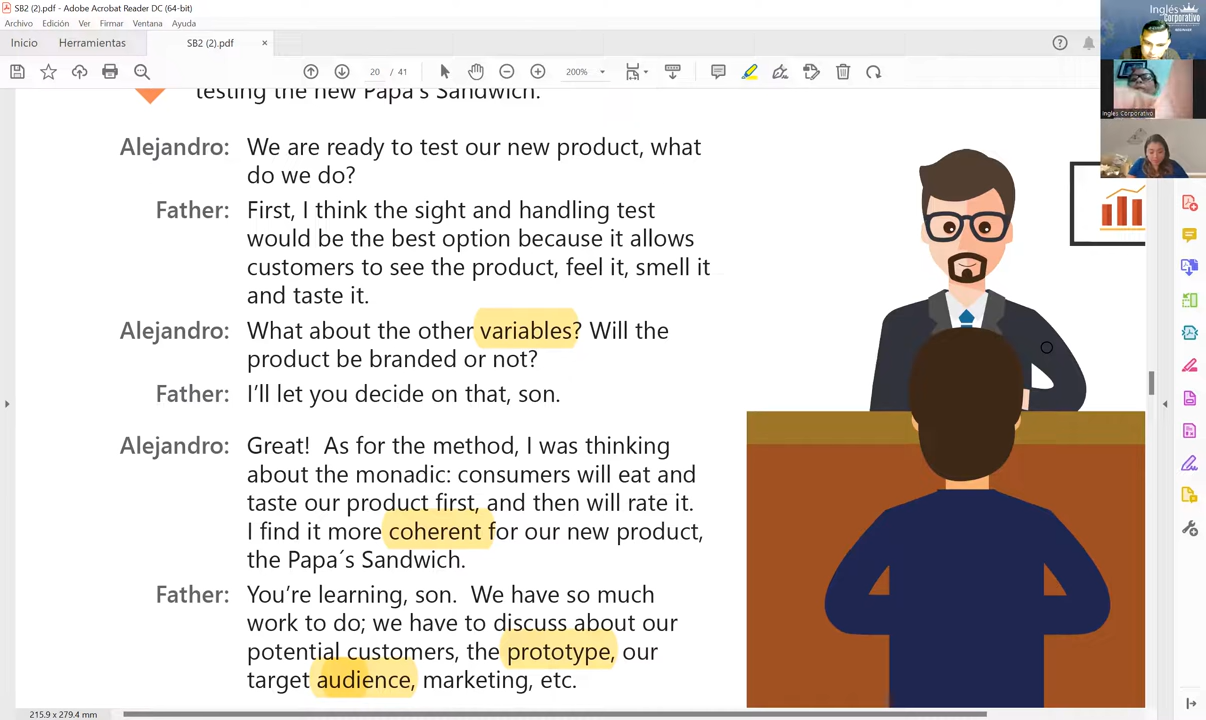 SB2 (2).pdf - Adobe Acrobat Reader DC (64-bit)
Archivo Edición Ver Firmar Ventana Ayuda
Inicio Herramientas SB2 (2).pdf ×
20 / 41 200%
testing the new Papa's Sandwich.
Alejandro: We are ready to test our new product, what
do we do?
Father: First, I think the sight and handling test
would be the best option because it allows
customers to see the product, feel it, smell it
and taste it.
Alejandro: What about the other variables? Will the
product be branded or not?
Father: I'll let you decide on that, son.
Alejandro: Great! As for the method, I was thinking
about the monadic: consumers will eat and
taste our product first, and then will rate it.
I find it more coherent for our new product,
the Papa´s Sandwich.
Father: You're learning, son. We have so much
work to do; we have to discuss about our
potential customers, the prototype, our
target audience, marketing, etc.
215.9 x 279.4 mm
Inglés
Corporativo
Inglés Corporativo